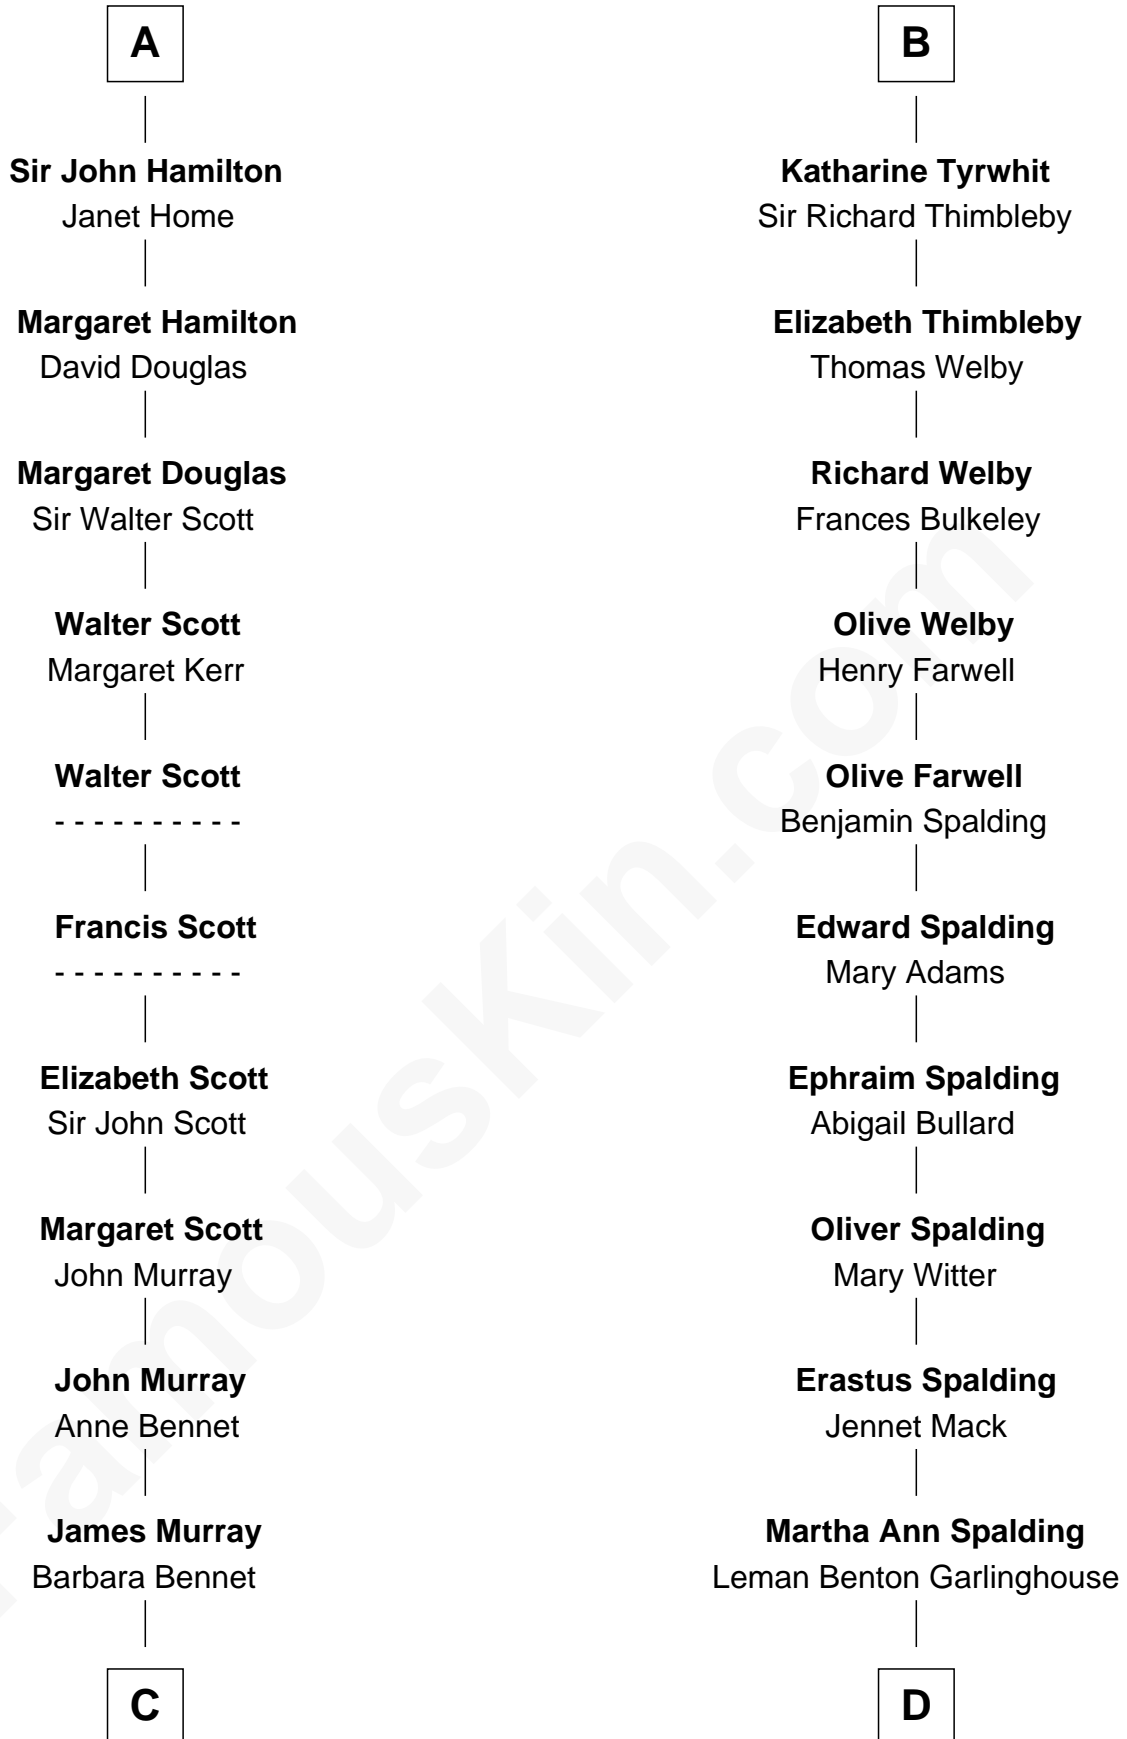 A
Sir John Hamilton
Janet Home
Margaret Hamilton
David Douglas
Margaret Douglas
Sir Walter Scott
Walter Scott
Margaret Kerr
Walter Scott
- - - - - - - - - -
Francis Scott
- - - - - - - - - -
Elizabeth Scott
Sir John Scott
Margaret Scott
John Murray
John Murray
Anne Bennet
James Murray
Barbara Bennet
C
B
Katharine Tyrwhit
Sir Richard Thimbleby
Elizabeth Thimbleby
Thomas Welby
Richard Welby
Frances Bulkeley
Olive Welby
Henry Farwell
Olive Farwell
Benjamin Spalding
Edward Spalding
Mary Adams
Ephraim Spalding
Abigail Bullard
Oliver Spalding
Mary Witter
Erastus Spalding
Jennet Mack
Martha Ann Spalding
Leman Benton Garlinghouse
D
FamousKin.com